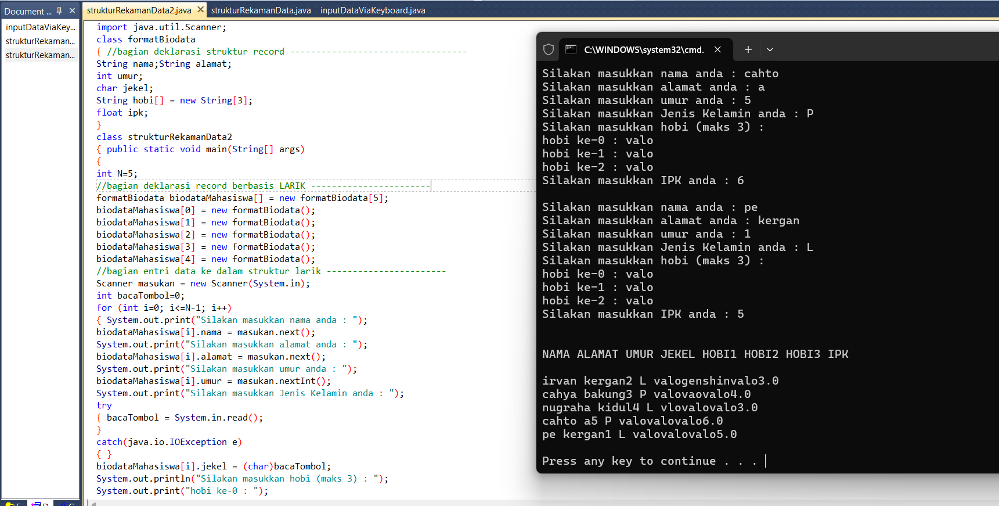 Document ...
strukturRekamanData2.java
strukturRekamanData.java
inputDataViaKeyboard.java
inputDataViaKey...
strukturRekaman...
strukturRekaman...
import java.util.Scanner;
class formatBiodata
{ //bagian deklarasi struktur record ----------------------------------
String nama;String alamat;
int umur;
char jekel;
String hobi[] = new String[3];
float ipk;
}
class strukturRekamanData2
{ public static void main(String[] args)
{
int N=5;
//bagian deklarasi record berbasis LARIK -----------------------
formatBiodata biodataMahasiswa[] = new formatBiodata[5];
biodataMahasiswa[0] = new formatBiodata();
biodataMahasiswa[1] = new formatBiodata();
biodataMahasiswa[2] = new formatBiodata();
biodataMahasiswa[3] = new formatBiodata();
biodataMahasiswa[4] = new formatBiodata();
//bagian entri data ke dalam struktur larik -----------------------
Scanner masukan = new Scanner(System.in);
int bacaTombol=0;
for (int i=0; i<=N-1; i++)
{ System.out.print("Silakan masukkan nama anda : ");
biodataMahasiswa[i].nama = masukan.next();
System.out.print("Silakan masukkan alamat anda : ");
biodataMahasiswa[i].alamat = masukan.next();
System.out.print("Silakan masukkan umur anda : ");
biodataMahasiswa[i].umur = masukan.nextInt();
System.out.print("Silakan masukkan Jenis Kelamin anda : ");
try
{ bacaTombol = System.in.read();
}
catch(java.io.IOException e)
{ }
biodataMahasiswa[i].jekel = (char)bacaTombol;
System.out.println("Silakan masukkan hobi (maks 3) : ");
System.out.print("hobi ke-0 : ");
C:\WINDOWS\system32\cmd.
Silakan masukkan nama anda : cahto
Silakan masukkan alamat anda : a
Silakan masukkan umur anda : 5
Silakan masukkan Jenis Kelamin anda : P
Silakan masukkan hobi (maks 3) :
hobi ke-0 : valo
hobi ke-1 : valo
hobi ke-2 : valo
Silakan masukkan IPK anda : 6
Silakan masukkan nama anda : pe
Silakan masukkan alamat anda : kergan
Silakan masukkan umur anda : 1
Silakan masukkan Jenis Kelamin anda : L
Silakan masukkan hobi (maks 3) :
hobi ke-0 : valo
hobi ke-1 : valo
hobi ke-2 : valo
Silakan masukkan IPK anda : 5
NAMA ALAMAT UMUR JEKEL HOBI1 HOBI2 HOBI3 IPK
irvan kergan2 L valogenshinvalo3.0
cahya bakung3 P valovaovalo4.0
nugraha kidul4 L vlovalovalo3.0
cahto a5 P valovalovalo6.0
pe kergan1 L valovalovalo5.0
Press any key to continue . . .